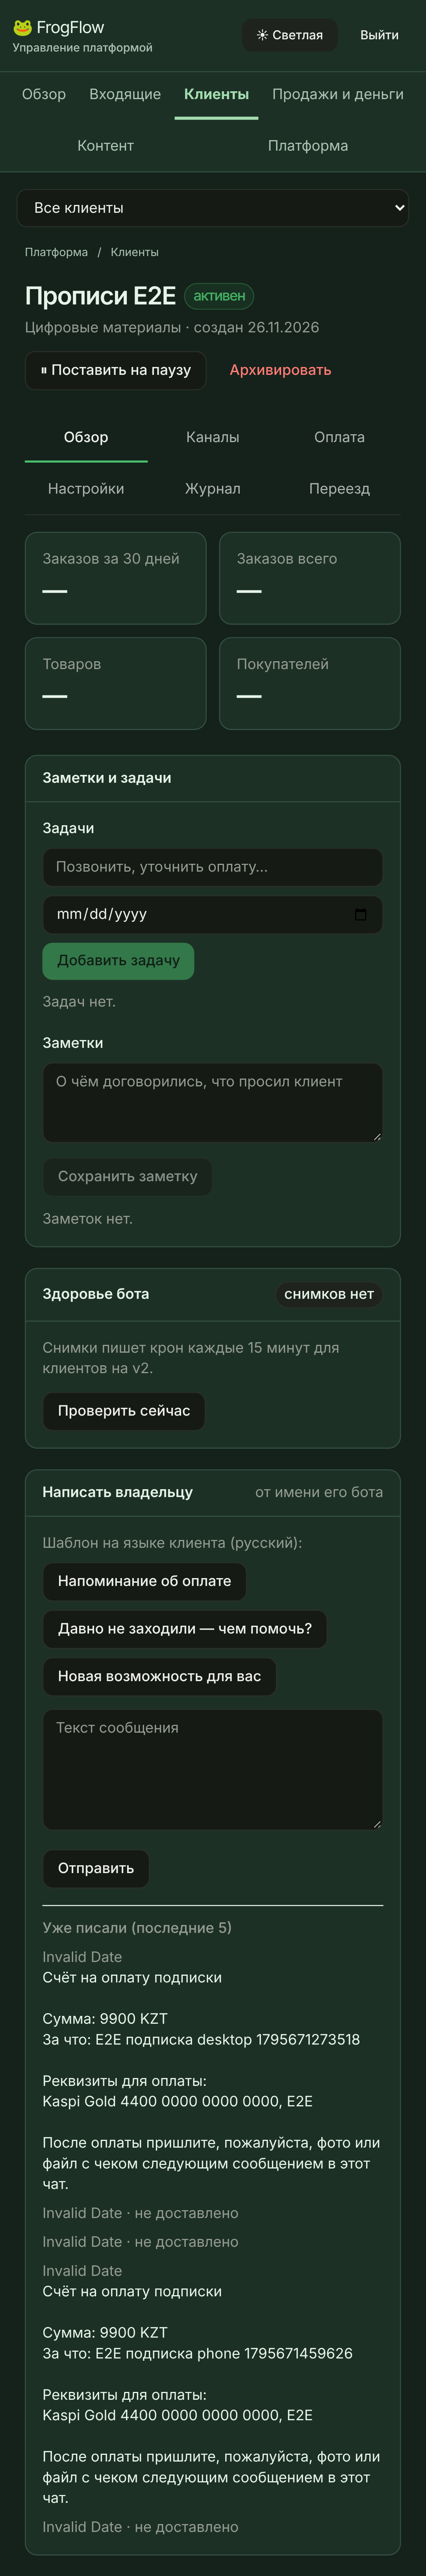 🐸 FrogFlow
Управление платформой
☀ Светлая
Выйти
Обзор
Входящие
Клиенты
Продажи и деньги
Контент
Платформа
Все клиенты
Платформа / Клиенты
Прописи E2E активен
Цифровые материалы · создан 26.11.2026
⏸ Поставить на паузу
Архивировать
Обзор
Каналы
Оплата
Настройки
Журнал
Переезд
Заказов за 30 дней
—
Заказов всего
—
Товаров
—
Покупателей
—
Заметки и задачи
Задачи
Позвонить, уточнить оплату…
mm/dd/yyyy
Добавить задачу
Задач нет.
Заметки
О чём договорились, что просил клиент
Сохранить заметку
Заметок нет.
Здоровье бота
снимков нет
Снимки пишет крон каждые 15 минут для
клиентов на v2.
Проверить сейчас
Написать владельцу
от имени его бота
Шаблон на языке клиента (русский):
Напоминание об оплате
Давно не заходили — чем помочь?
Новая возможность для вас
Текст сообщения
Отправить
Уже писали (последние 5)
Invalid Date
Счёт на оплату подписки
Сумма: 9900 KZT
За что: E2E подписка desktop 1795671273518
Реквизиты для оплаты:
Kaspi Gold 4400 0000 0000 0000, E2E
После оплаты пришлите, пожалуйста, фото или
файл с чеком следующим сообщением в этот
чат.
Invalid Date · не доставлено
Invalid Date · не доставлено
Invalid Date
Счёт на оплату подписки
Сумма: 9900 KZT
За что: E2E подписка phone 1795671459626
Реквизиты для оплаты:
Kaspi Gold 4400 0000 0000 0000, E2E
После оплаты пришлите, пожалуйста, фото или
файл с чеком следующим сообщением в этот
чат.
Invalid Date · не доставлено